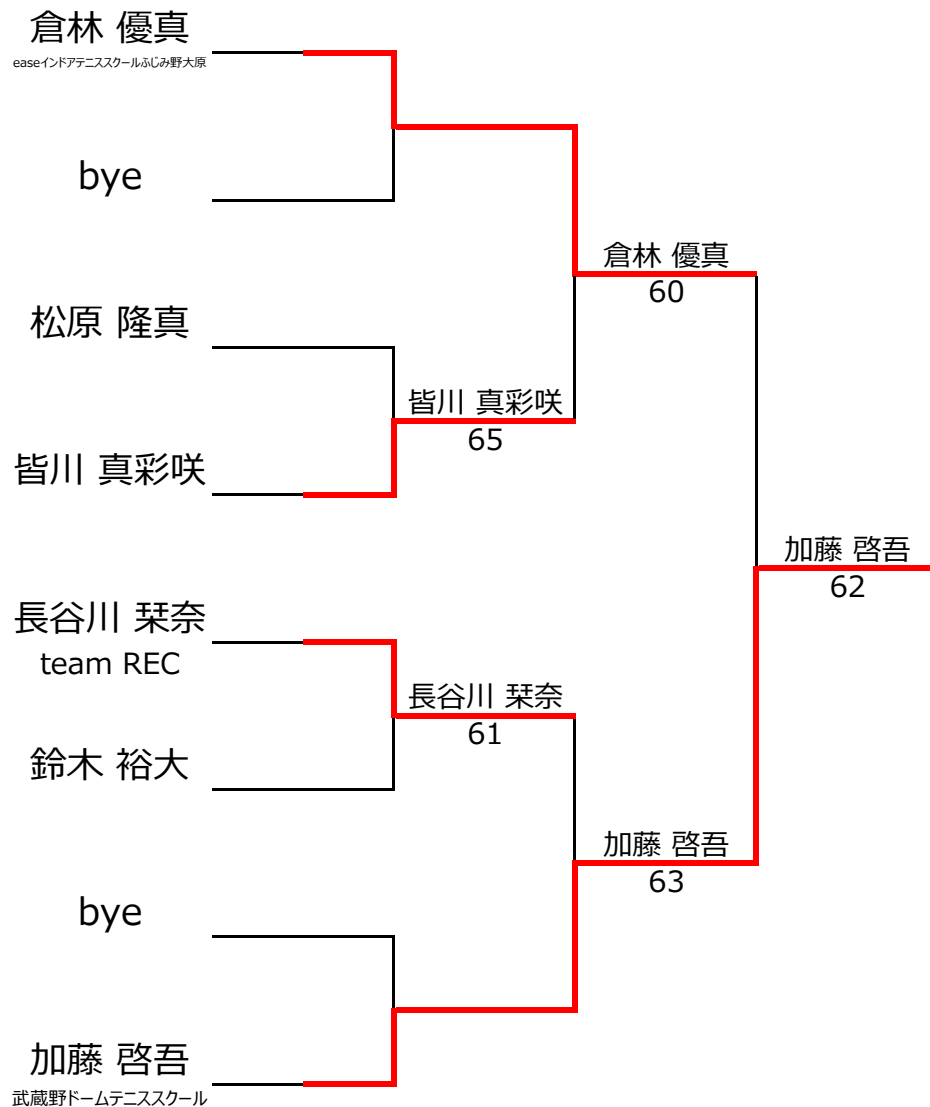 倉林 優真
easeインドアテニススクールふじみ野大原
bye
倉林 優真
60
松原 隆真
皆川 真彩咲
65
皆川 真彩咲
加藤 啓吾
62
長谷川 栞奈
team REC
長谷川 栞奈
61
鈴木 裕大
加藤 啓吾
63
bye
加藤 啓吾
武蔵野ドームテニススクール